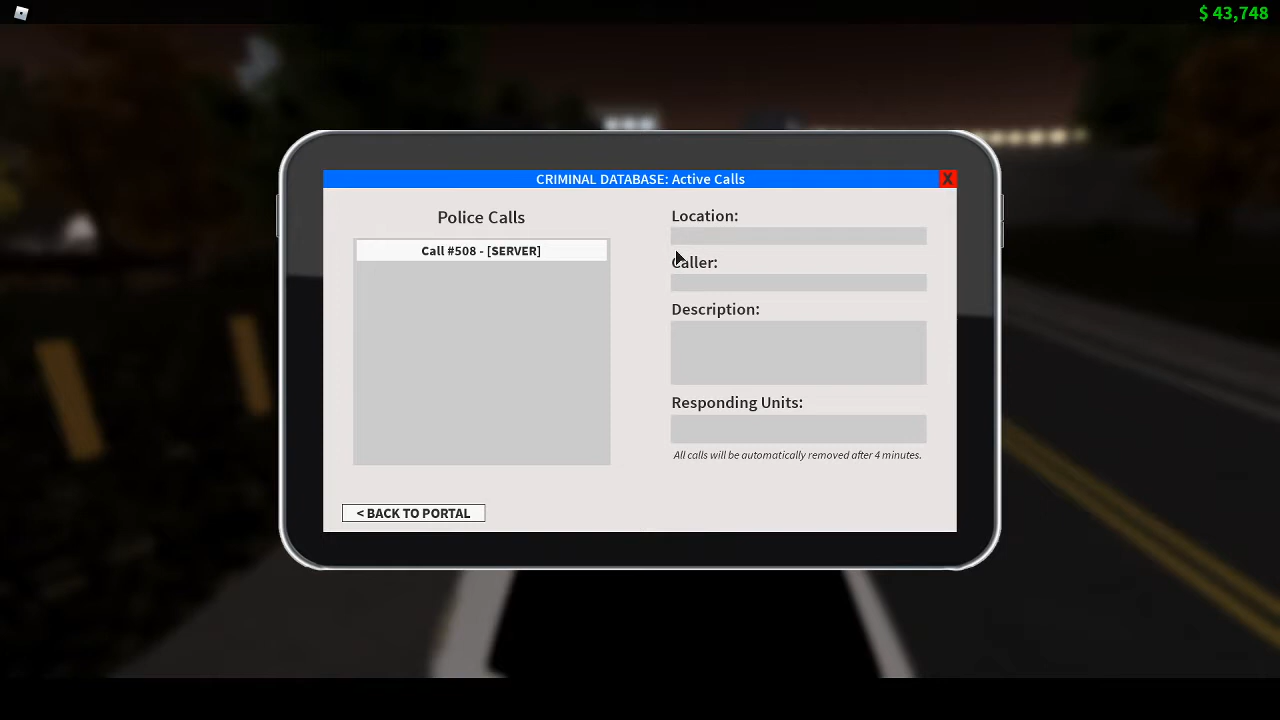 $ 43,748
CRIMINAL DATABASE: Active Calls
X
Police Calls
Call #508 - [SERVER]
Location:
Caller:
Description:
Responding Units:
All calls will be automatically removed after 4 minutes.
< BACK TO PORTAL